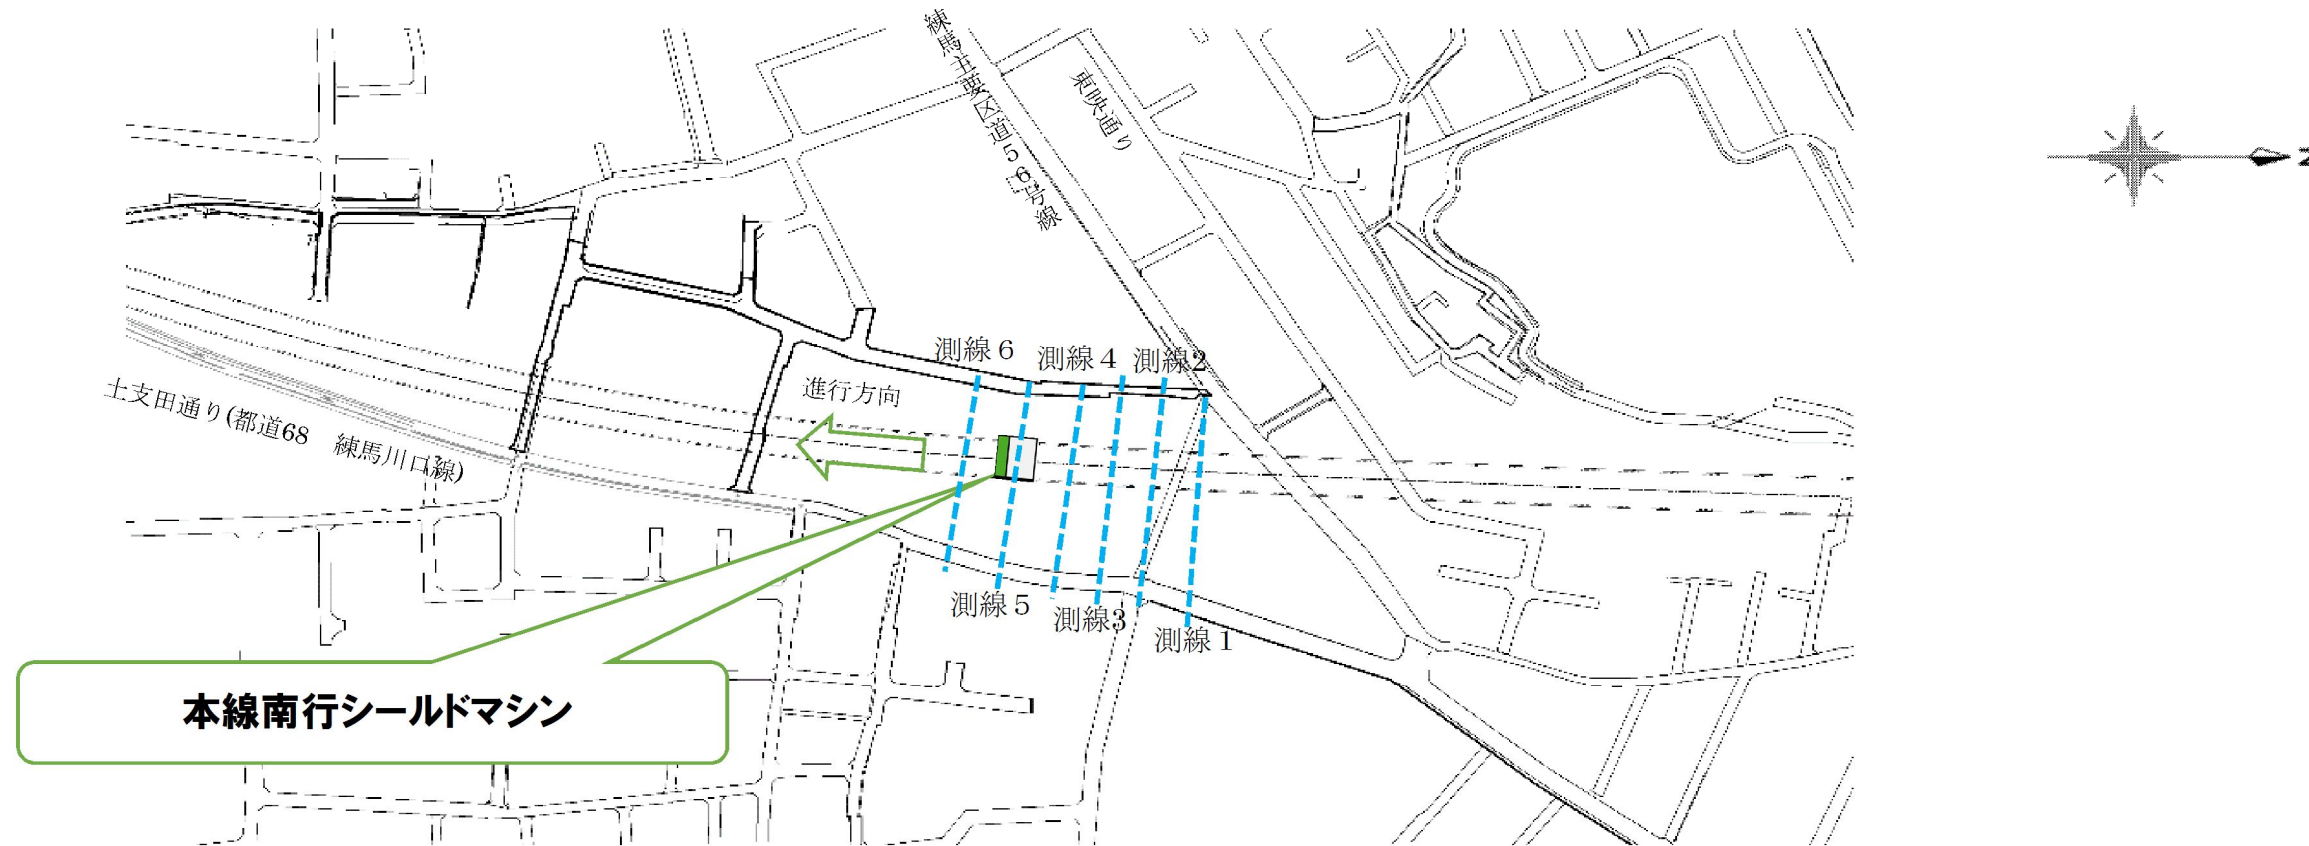 練馬主要区道56号線
東映通り
N
測線6
測線4
測線2
進行方向
土支田通り(都道68 練馬川口線)
測線5
測線3
測線1
本線南行シールドマシン